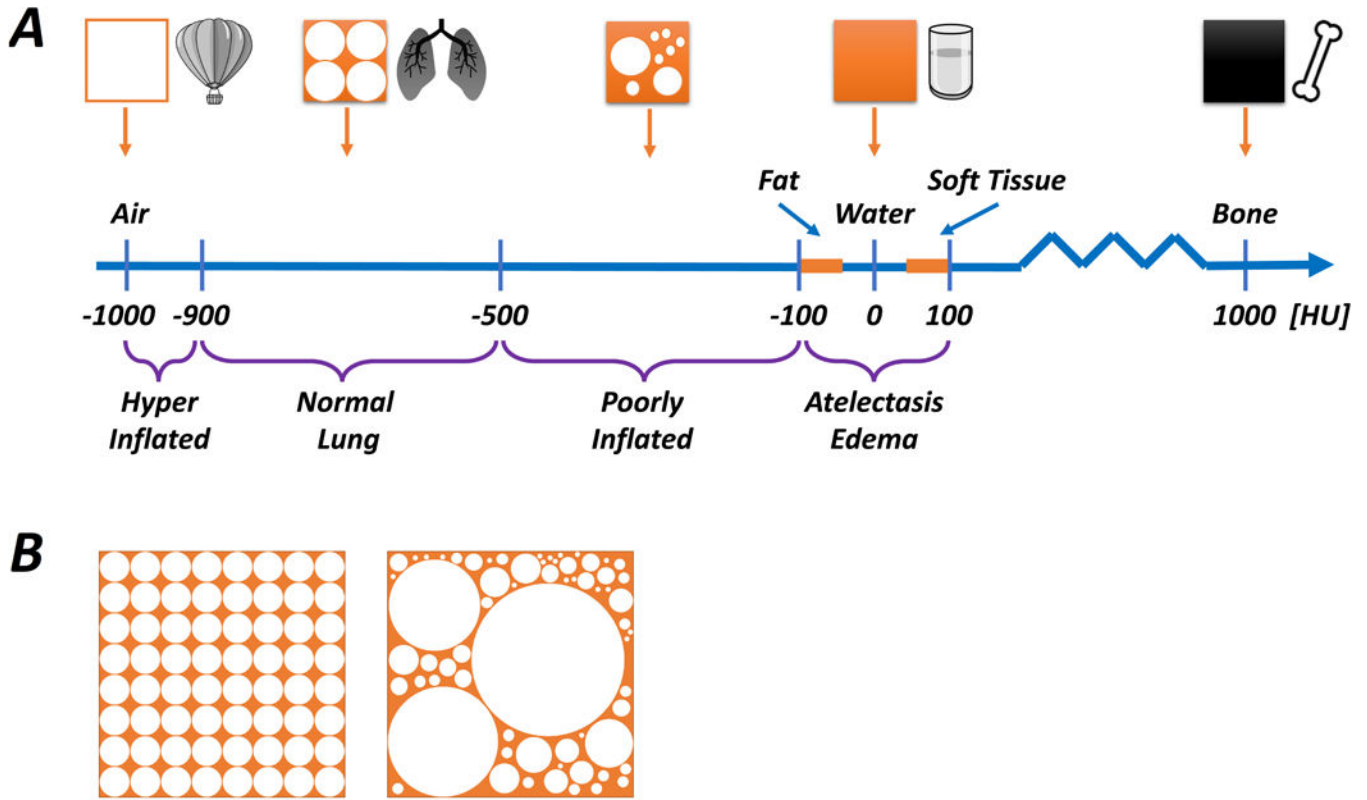 A
Fat
Soft Tissue
Air
Water
Bone
-1000 -900 -500 -100 0 100 1000 [HU]
Hyper Inflated
Normal Lung
Poorly Inflated
Atelectasis Edema
B